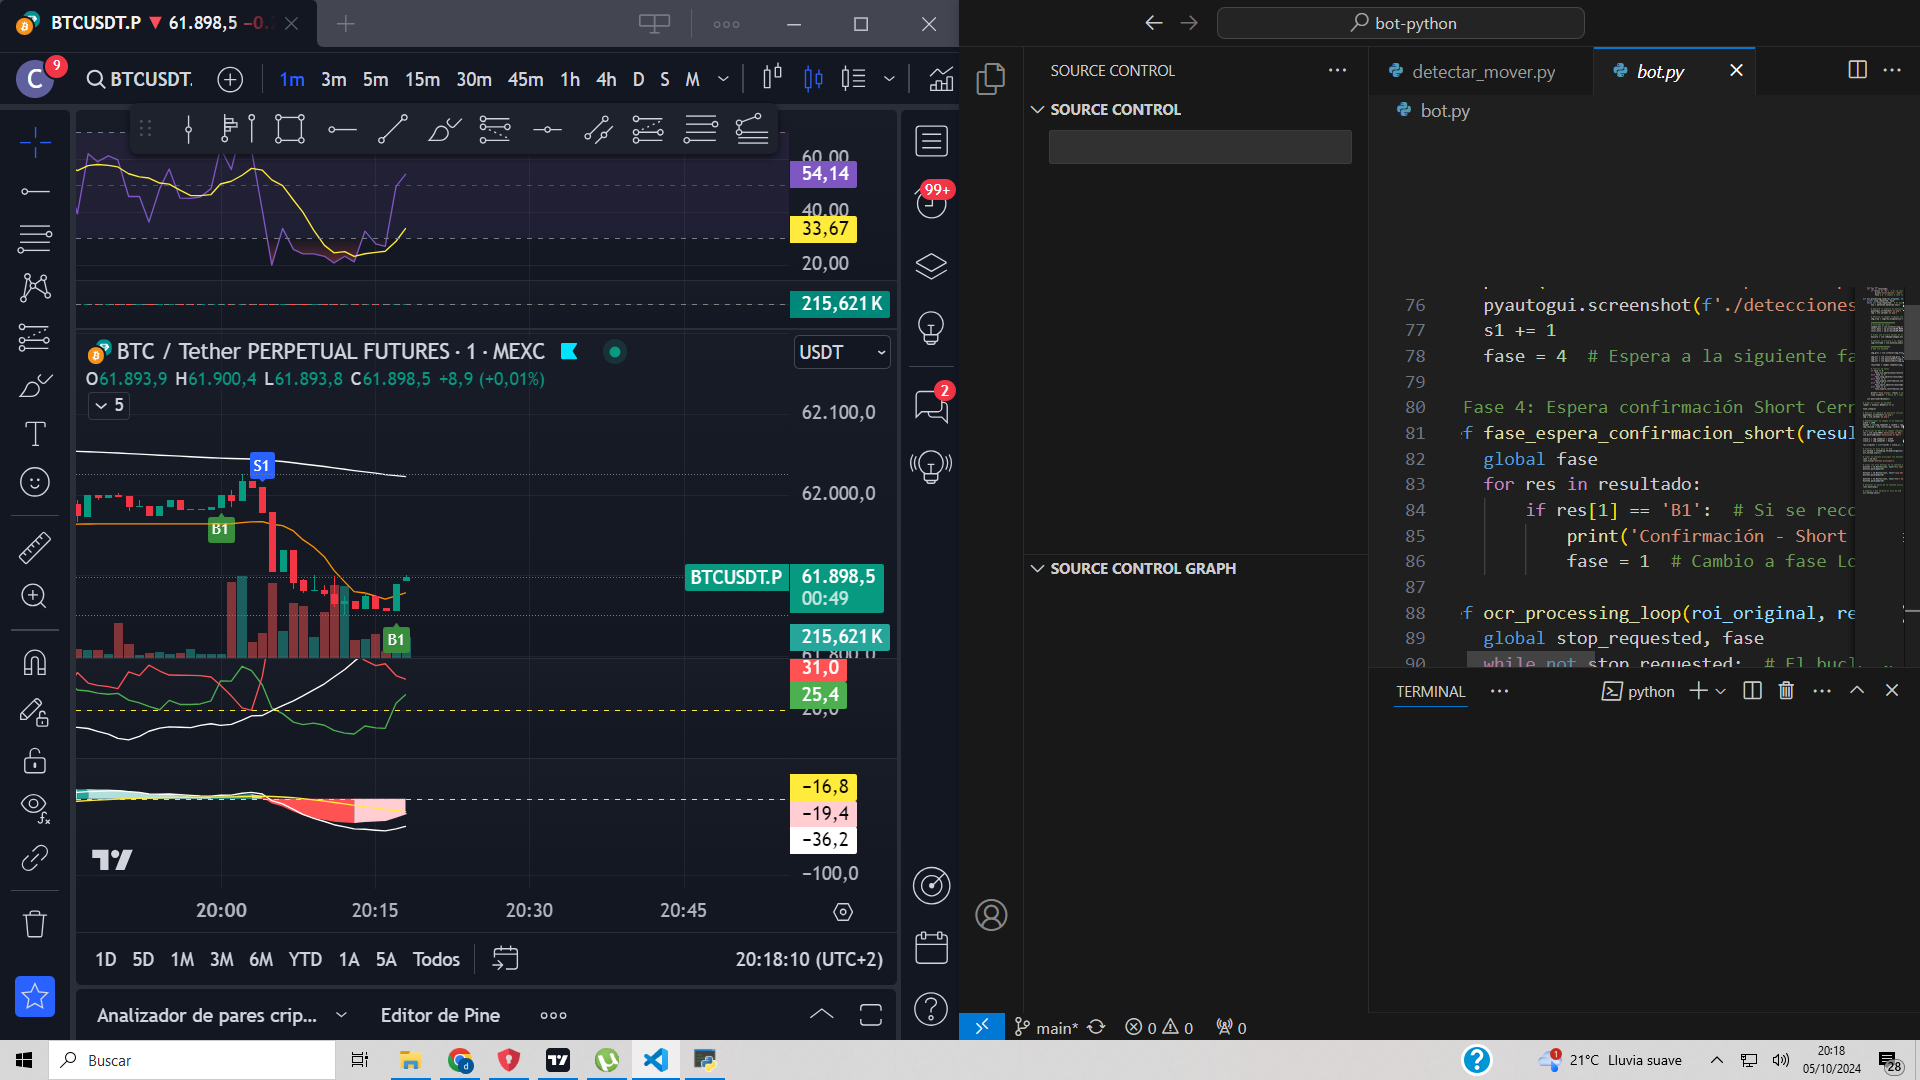 BTCUSDT.P ▼ 61.898,5 −0.
C
9
BTCUSDT.
1m 3m 5m 15m 30m 45m 1h 4h D S M
60,00
54,14
40,00
33,67
20,00
215,621 K
99+
BTC / Tether PERPETUAL FUTURES · 1 · MEXC
USDT
O61.893,9 H61.900,4 L61.893,8 C61.898,5 +8,9 (+0,01%)
5
2
62.100,0
S1
62.000,0
B1
BTCUSDT.P 61.898,5
00:49
B1
215,621 K
61.800,0
31,0
25,4
20,0
−16,8
−19,4
−36,2
−100,0
20:00 20:15 20:30 20:45
1D 5D 1M 3M 6M YTD 1A 5A Todos
20:18:10 (UTC+2)
Analizador de pares crip... Editor de Pine
bot-python
SOURCE CONTROL
SOURCE CONTROL
SOURCE CONTROL GRAPH
detectar_mover.py bot.py
bot.py
76 pyautogui.screenshot(f'./detecciones
77 s1 += 1
78 fase = 4 # Espera a la siguiente fa
79
80 Fase 4: Espera confirmación Short Cerr
81 f fase_espera_confirmacion_short(resul
82 global fase
83 for res in resultado:
84 if res[1] == 'B1': # Si se reco
85 print('Confirmación - Short
86 fase = 1 # Cambio a fase Lo
87
88 f ocr_processing_loop(roi_original, re
89 global stop_requested, fase
90 while not stop_requested: # El bucl
TERMINAL
python
main* 0 0 0
Buscar
21°C Lluvia suave
1
20:18
05/10/2024
28